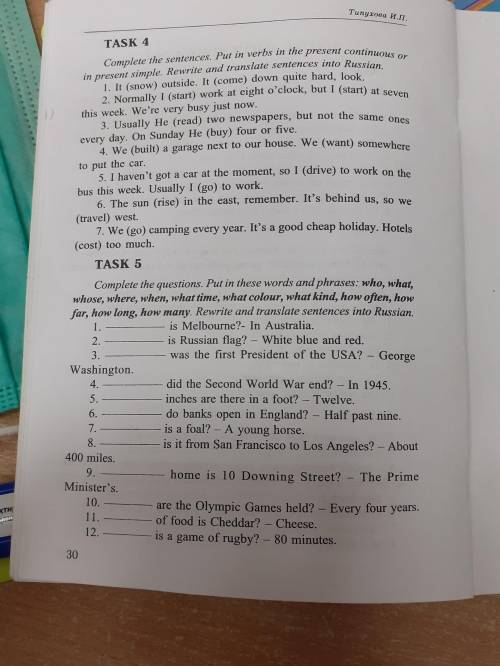 Типухова И.П.
TASK 4
Complete the sentences. Put in verbs in the present continuous or
in present simple. Rewrite and translate sentences into Russian.
1. It (snow) outside. It (come) down quite hard, look.
2. Normally I (start) work at eight o'clock, but I (start) at seven
this week. We're very busy just now.
3. Usually He (read) two newspapers, but not the same ones
every day. On Sunday He (buy) four or five.
4. We (built) a garage next to our house. We (want) somewhere
to put the car.
5. I haven't got a car at the moment, so I (drive) to work on the
bus this week. Usually I (go) to work.
6. The sun (rise) in the east, remember. It's behind us, so we
(travel) west.
7. We (go) camping every year. It's a good cheap holiday. Hotels
(cost) too much.
TASK 5
Complete the questions. Put in these words and phrases: who, what,
whose, where, when, what time, what colour, what kind, how often, how
far, how long, how many. Rewrite and translate sentences into Russian.
1. ________ is Melbourne?- In Australia.
2. ________ is Russian flag? – White blue and red.
3. ________ was the first President of the USA? – George
Washington.
4. ________ did the Second World War end? – In 1945.
5. ________ inches are there in a foot? – Twelve.
6. ________ do banks open in England? – Half past nine.
7. ________ is a foal? – A young horse.
8. ________ is it from San Francisco to Los Angeles? – About
400 miles.
9. ________ home is 10 Downing Street? – The Prime
Minister's.
10. ________ are the Olympic Games held? – Every four years.
11. ________ of food is Cheddar? – Cheese.
12. ________ is a game of rugby? – 80 minutes.
30